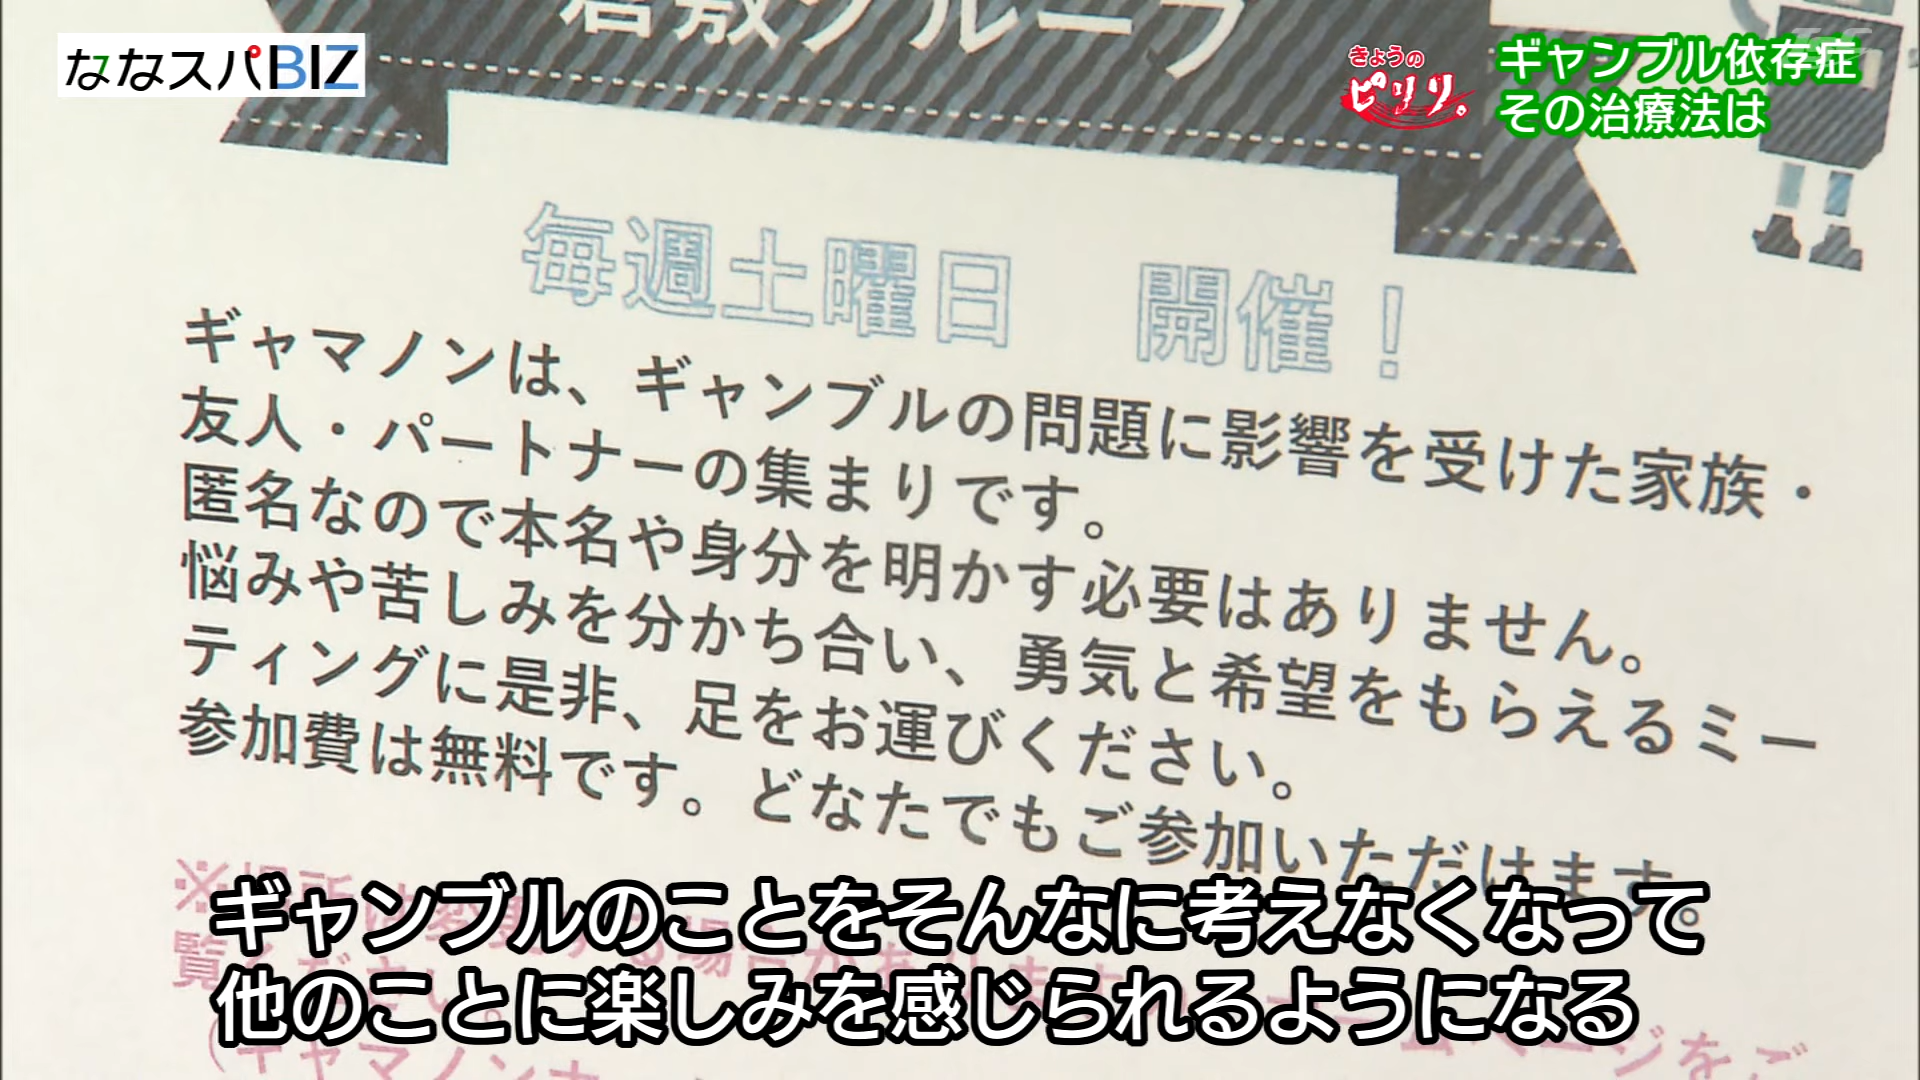 倉敷グループ
ななスパBIZ
きょうの
ピリリ。
ギャンブル依存症
その治療法は
毎週土曜日 開催！
ギャマノンは、ギャンブルの問題に影響を受けた家族・
友人・パートナーの集まりです。
匿名なので本名や身分を明かす必要はありません。
悩みや苦しみを分かち合い、勇気と希望をもらえるミー
ティングに是非、足をお運びください。
参加費は無料です。どなたでもご参加いただけます。
ギャンブルのことをそんなに考えなくなって
他のことに楽しみを感じられるようになる